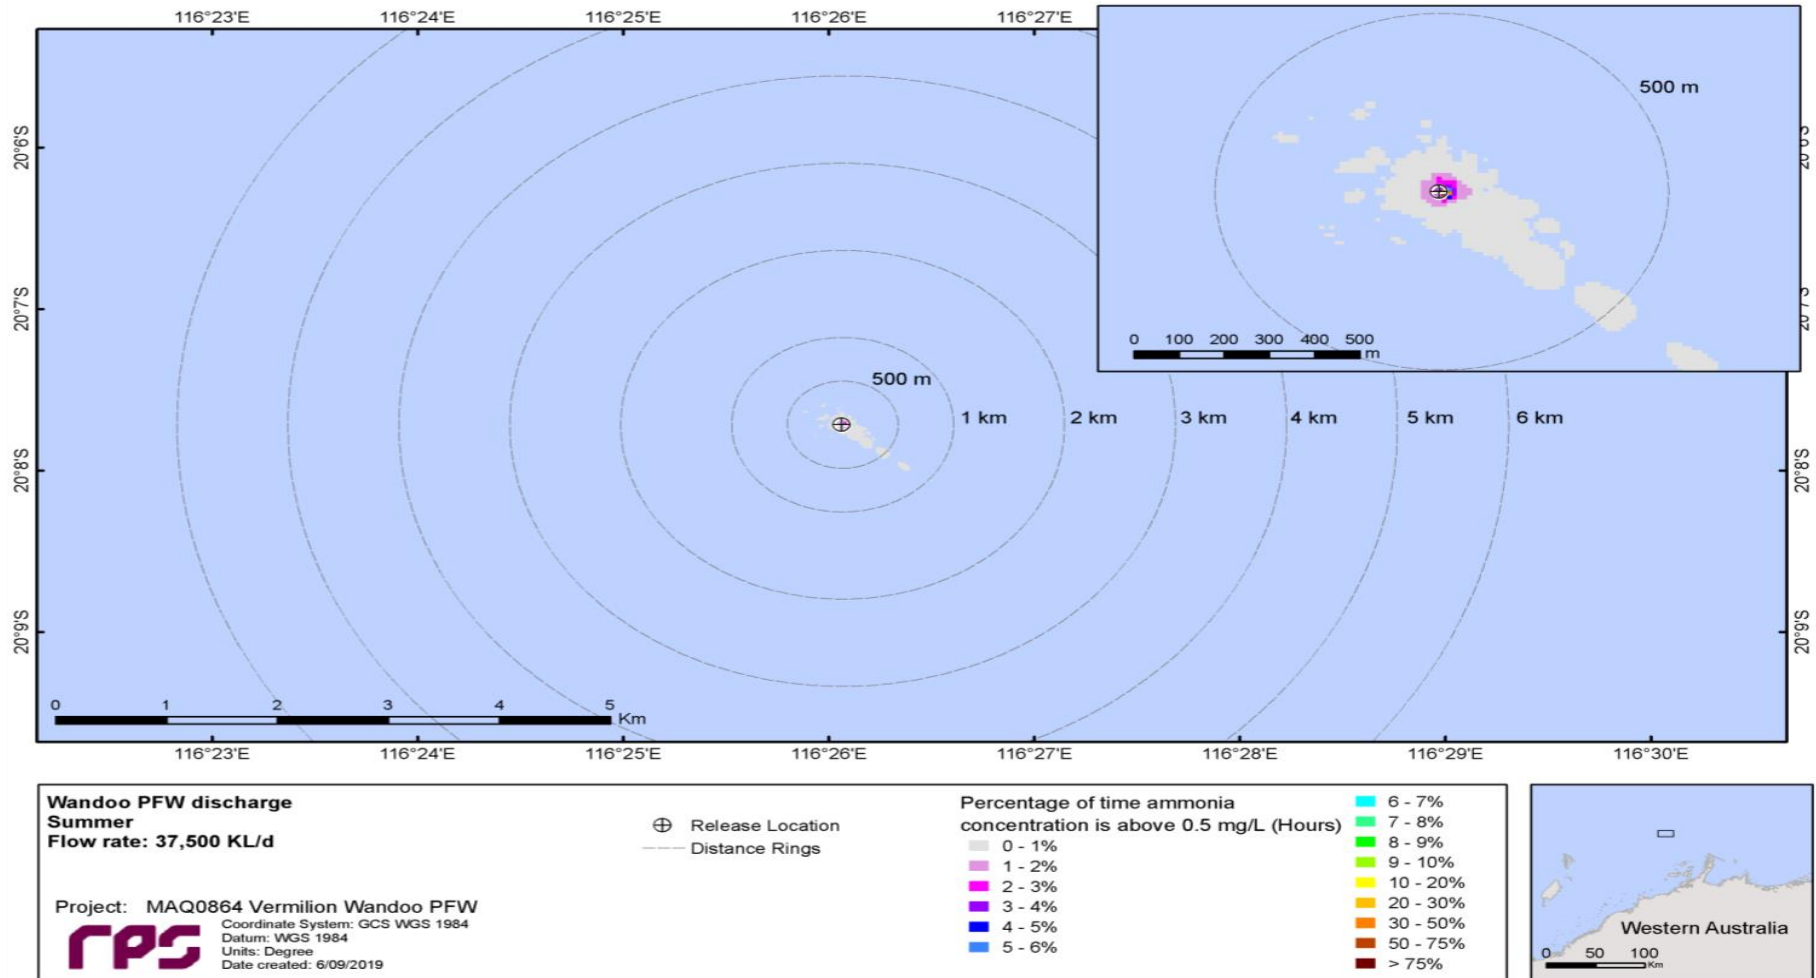 116°23'E
116°24'E
116°25'E
116°26'E
116°27'E
500 m
0 100 200 300 400 500
m
20°6'S
20°7'S
20°8'S
20°9'S
20°8'S
20°9'S
500 m
1 km
2 km
3 km
4 km
5 km
6 km
0 1 2 3 4 5
Km
116°23'E
116°24'E
116°25'E
116°26'E
116°27'E
116°28'E
116°29'E
116°30'E
Wandoo PFW discharge
Summer
Flow rate: 37,500 KL/d
Project: MAQ0864 Vermilion Wandoo PFW
rps
Coordinate System: GCS WGS 1984
Datum: WGS 1984
Units: Degree
Date created: 6/09/2019
Release Location
Distance Rings
Percentage of time ammonia
concentration is above 0.5 mg/L (Hours)
0 - 1%
1 - 2%
2 - 3%
3 - 4%
4 - 5%
5 - 6%
6 - 7%
7 - 8%
8 - 9%
9 - 10%
10 - 20%
20 - 30%
30 - 50%
50 - 75%
> 75%
Western Australia
0 50 100
Km